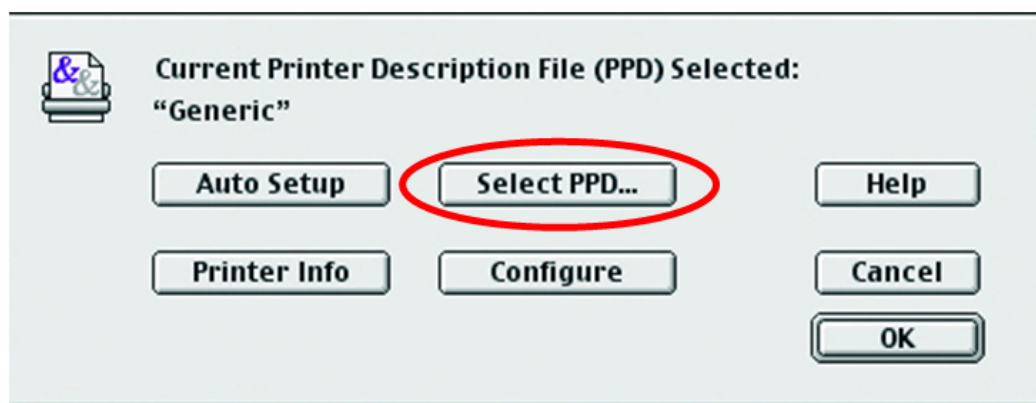 Current Printer Description File (PPD) Selected:
“Generic”
Auto Setup Select PPD... Help
Printer Info Configure Cancel
OK